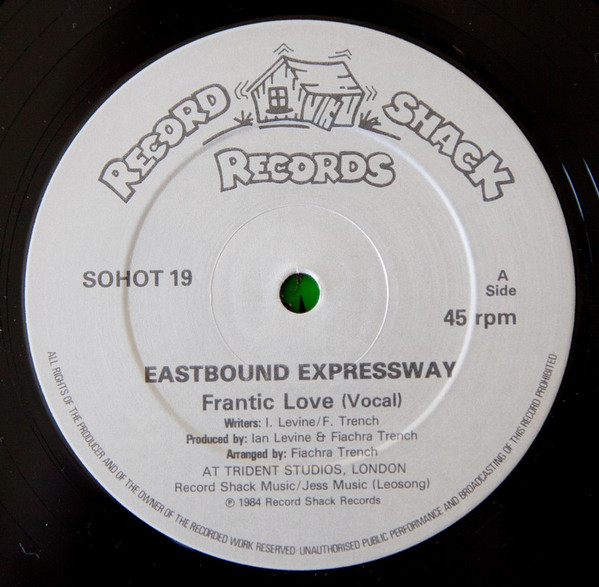 RECORD SHACK
RECORDS
SOHOT 19
A
Side
45 rpm
EASTBOUND EXPRESSWAY
Frantic Love (Vocal)
Writers: I. Levine/F. Trench
Produced by: Ian Levine & Fiachra Trench
Arranged by: Fiachra Trench
AT TRIDENT STUDIOS, LONDON
Record Shack Music/Jess Music (Leosong)
℗ 1984 Record Shack Records
ALL RIGHTS OF THE PRODUCER AND OF THE OWNER OF THE RECORDED WORK RESERVED · UNAUTHORISED PUBLIC PERFORMANCE AND BROADCASTING OF THIS RECORD PROHIBITED ·